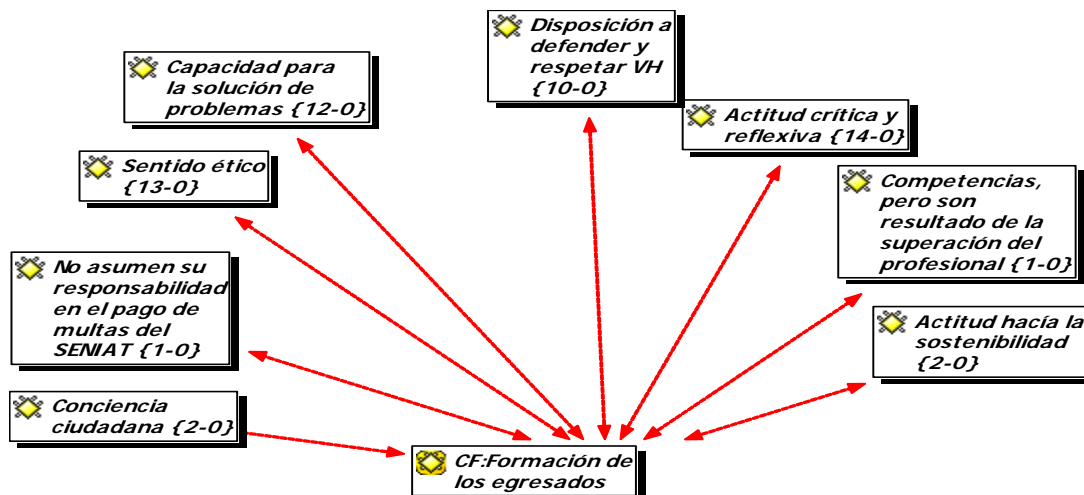 Disposición a
defender y
respetar VH
{10-0}
Capacidad para
la solución de
problemas {12-0}
Actitud crítica y
reflexiva {14-0}
Sentido ético
{13-0}
Competencias,
pero son
resultado de la
superación del
profesional {1-0}
No asumen su
responsabilidad
en el pago de
multas del
SENIAT {1-0}
Actitud hacía la
sostenibilidad
{2-0}
Conciencia
ciudadana {2-0}
CF:Formación de
los egresados